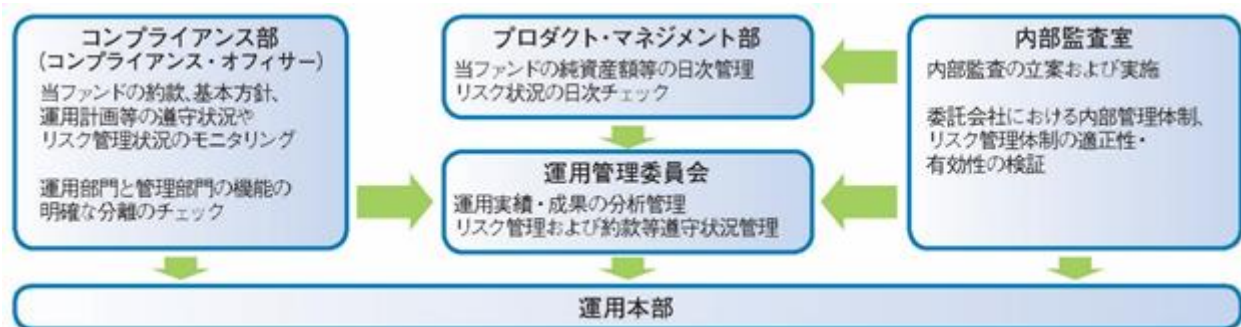 コンプライアンス部
(コンプライアンス・オフィサー)
当ファンドの約款、基本方針、
運用計画等の遵守状況や
リスク管理状況のモニタリング
運用部門と管理部門の機能の
明確な分離のチェック
プロダクト・マネジメント部
当ファンドの純資産額等の日次管理
リスク状況の日次チェック
運用管理委員会
運用実績・成果の分析管理
リスク管理および約款等遵守状況管理
内部監査室
内部監査の立案および実施
委託会社における内部管理体制、
リスク管理体制の適正性・
有効性の検証
運用本部